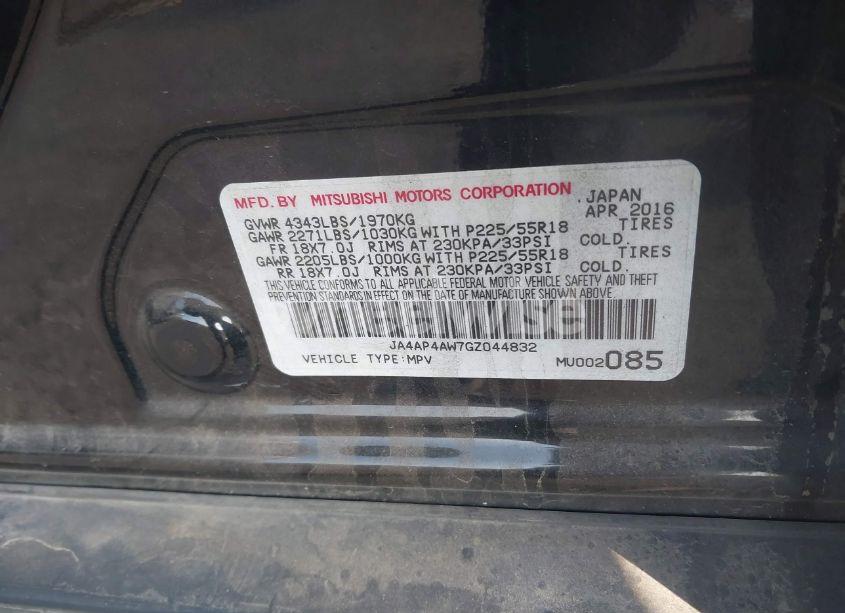 MFD. BY MITSUBISHI MOTORS CORPORATION, JAPAN
GVWR 4343LBS/1970KG APR 2016
GAWR 2271LBS/1030KG WITH P225/55R18 TIRES
FR 18X7.0J RIMS AT 230KPA/33PSI COLD.
GAWR 2205LBS/1000KG WITH P225/55R18 TIRES
RR 18X7.0J RIMS AT 230KPA/33PSI COLD.
THIS VEHICLE CONFORMS TO ALL APPLICABLE FEDERAL MOTOR VEHICLE SAFETY AND THEFT
PREVENTION STANDARDS IN EFFECT ON THE DATE OF MANUFACTURE SHOWN ABOVE.
JA4AP4AW7GZ044832
VEHICLE TYPE:MPV MU002085